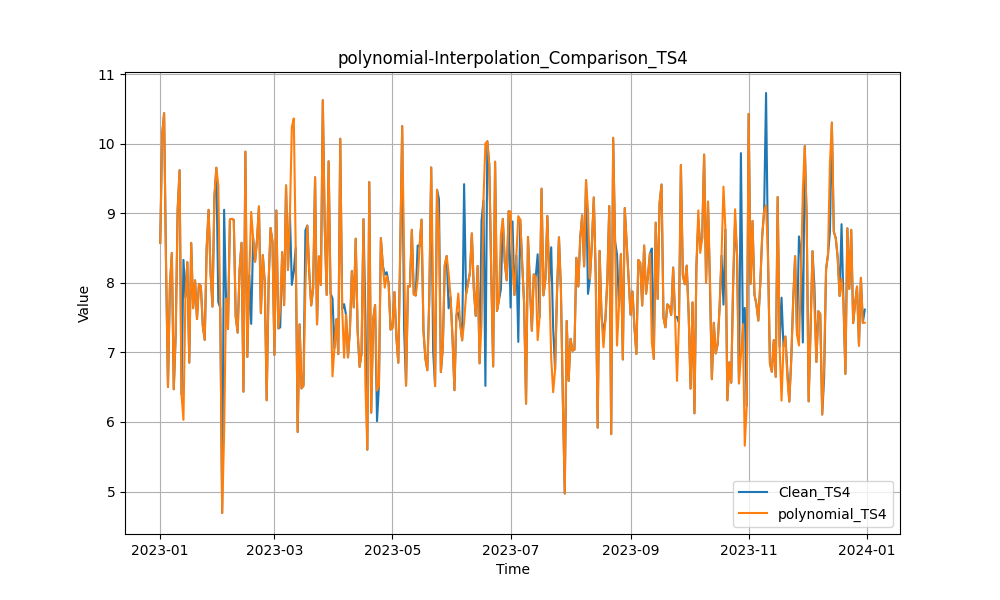 polynomial-Interpolation_Comparison_TS4
11
10
9
8
7
6
5
Value
2023-01 2023-03 2023-05 2023-07 2023-09 2023-11 2024-01
Time
Clean_TS4
polynomial_TS4